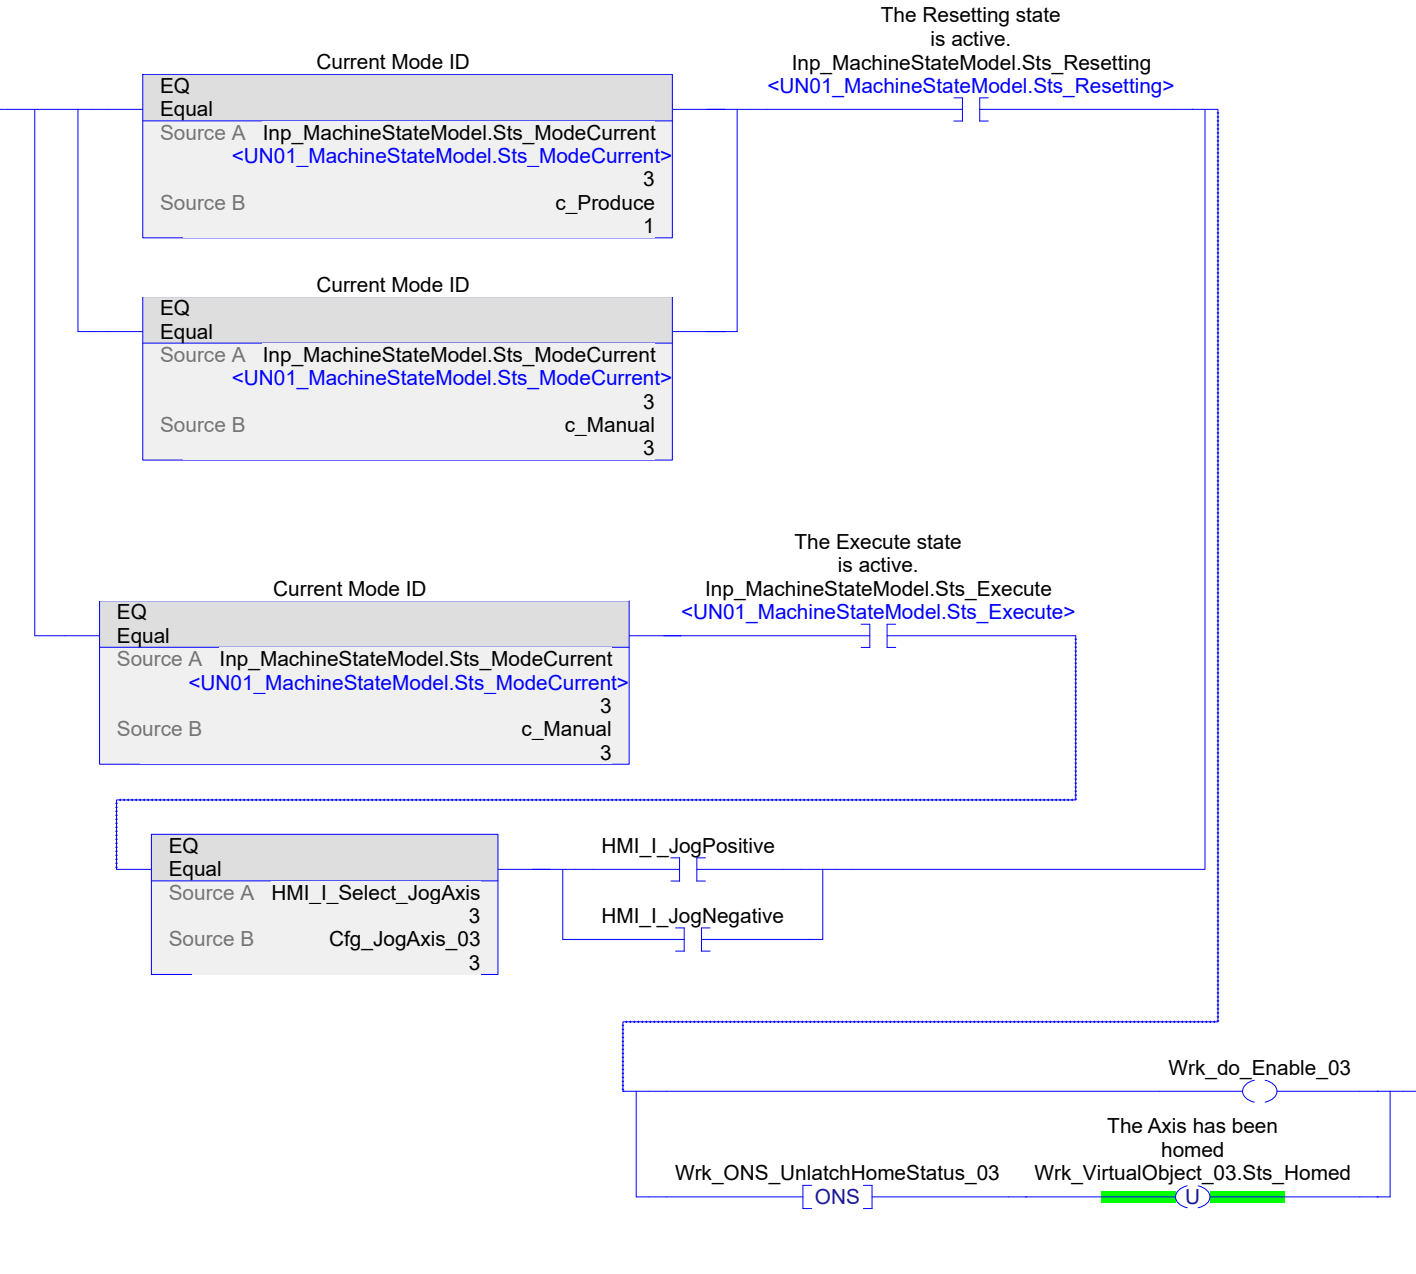 The Resetting state
is active.
Current Mode ID
Inp_MachineStateModel.Sts_Resetting
<UN01_MachineStateModel.Sts_Resetting>
EQ
Equal
Source A Inp_MachineStateModel.Sts_ModeCurrent
<UN01_MachineStateModel.Sts_ModeCurrent>
3
Source B c_Produce
1
Current Mode ID
EQ
Equal
Source A Inp_MachineStateModel.Sts_ModeCurrent
<UN01_MachineStateModel.Sts_ModeCurrent>
3
Source B c_Manual
3
The Execute state
is active.
Current Mode ID
Inp_MachineStateModel.Sts_Execute
<UN01_MachineStateModel.Sts_Execute>
EQ
Equal
Source A Inp_MachineStateModel.Sts_ModeCurrent
<UN01_MachineStateModel.Sts_ModeCurrent>
3
Source B c_Manual
3
EQ
Equal
Source A HMI_I_Select_JogAxis
3
Source B Cfg_JogAxis_03
3
HMI_I_JogPositive
HMI_I_JogNegative
Wrk_do_Enable_03
The Axis has been
homed
Wrk_ONS_UnlatchHomeStatus_03 Wrk_VirtualObject_03.Sts_Homed
ONS U